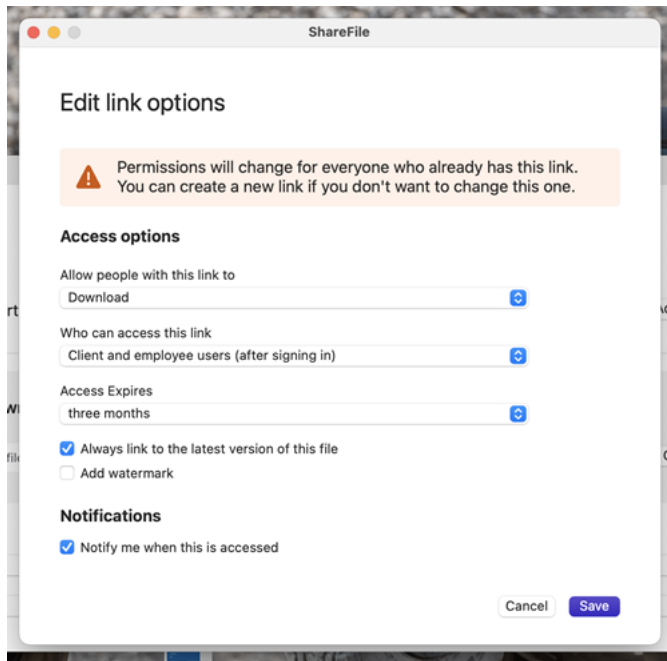 ShareFile
Edit link options
Permissions will change for everyone who already has this link.
You can create a new link if you don't want to change this one.
Access options
Allow people with this link to
Download
Who can access this link
Client and employee users (after signing in)
Access Expires
three months
Always link to the latest version of this file
Add watermark
Notifications
Notify me when this is accessed
Cancel
Save